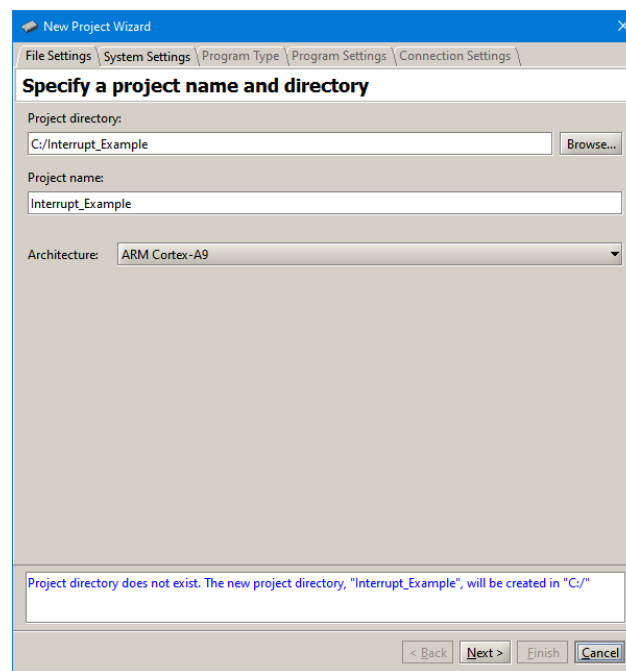 New Project Wizard
File Settings System Settings Program Type Program Settings Connection Settings
Specify a project name and directory
Project directory:
C:/Interrupt_Example Browse...
Project name:
Interrupt_Example
Architecture: ARM Cortex-A9
Project directory does not exist. The new project directory, "Interrupt_Example", will be created in "C:/"
< Back Next > Finish Cancel